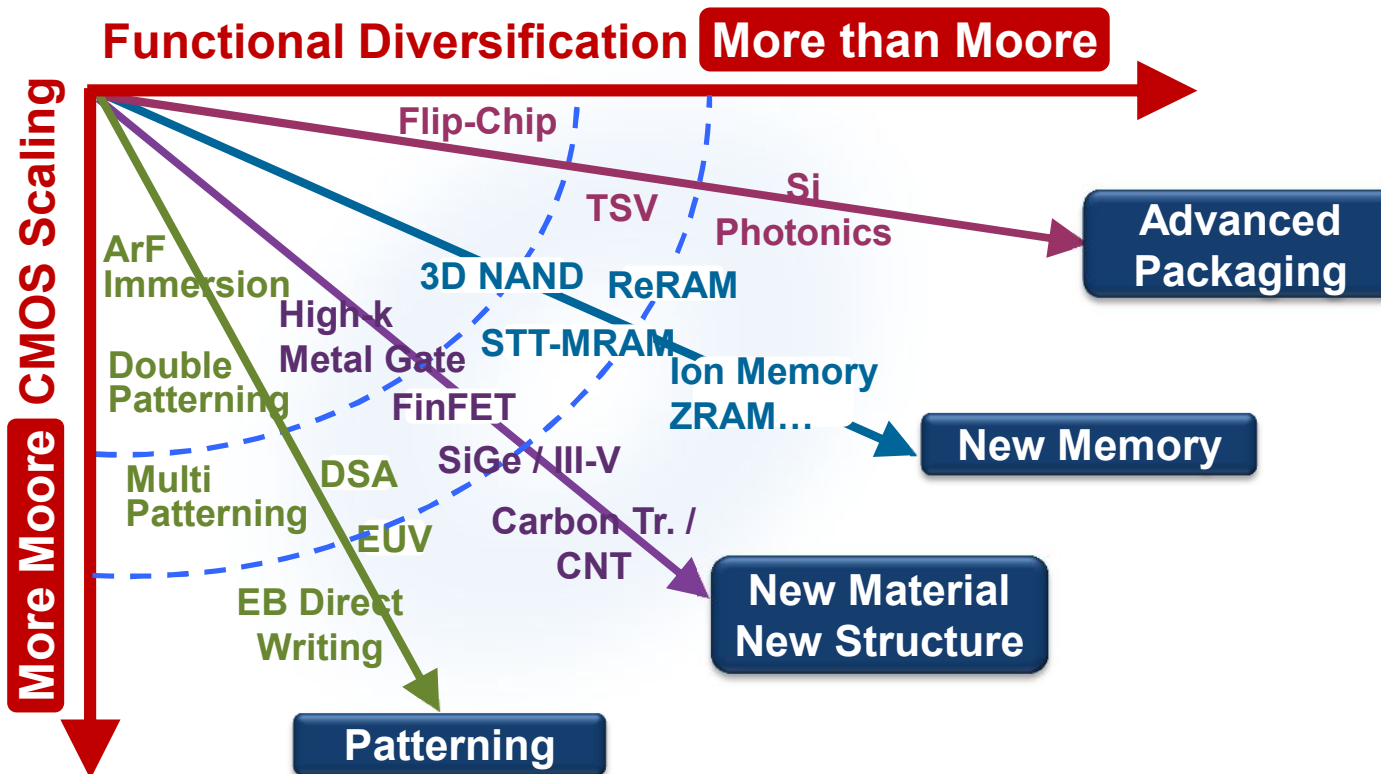 Functional Diversification More than Moore
More Moore CMOS Scaling
Flip-Chip
TSV
Si
Photonics
Advanced
Packaging
ArF
Immersion
3D NAND
ReRAM
High-k
Metal Gate
STT-MRAM
Double
Patterning
Ion Memory
ZRAM…
FinFET
New Memory
SiGe / III-V
DSA
Multi
Patterning
Carbon Tr. /
CNT
EUV
New Material
New Structure
EB Direct
Writing
Patterning